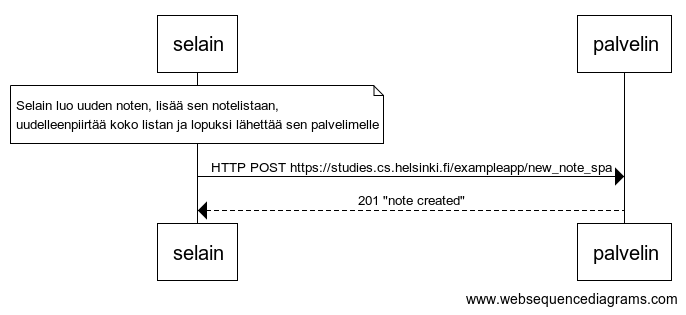 selain
palvelin
Selain luo uuden noten, lisää sen notelistaan,
uudelleenpiirtää koko listan ja lopuksi lähettää sen palvelimelle
HTTP POST https://studies.cs.helsinki.fi/exampleapp/new_note_spa
201 "note created"
selain
palvelin
www.websequencediagrams.com